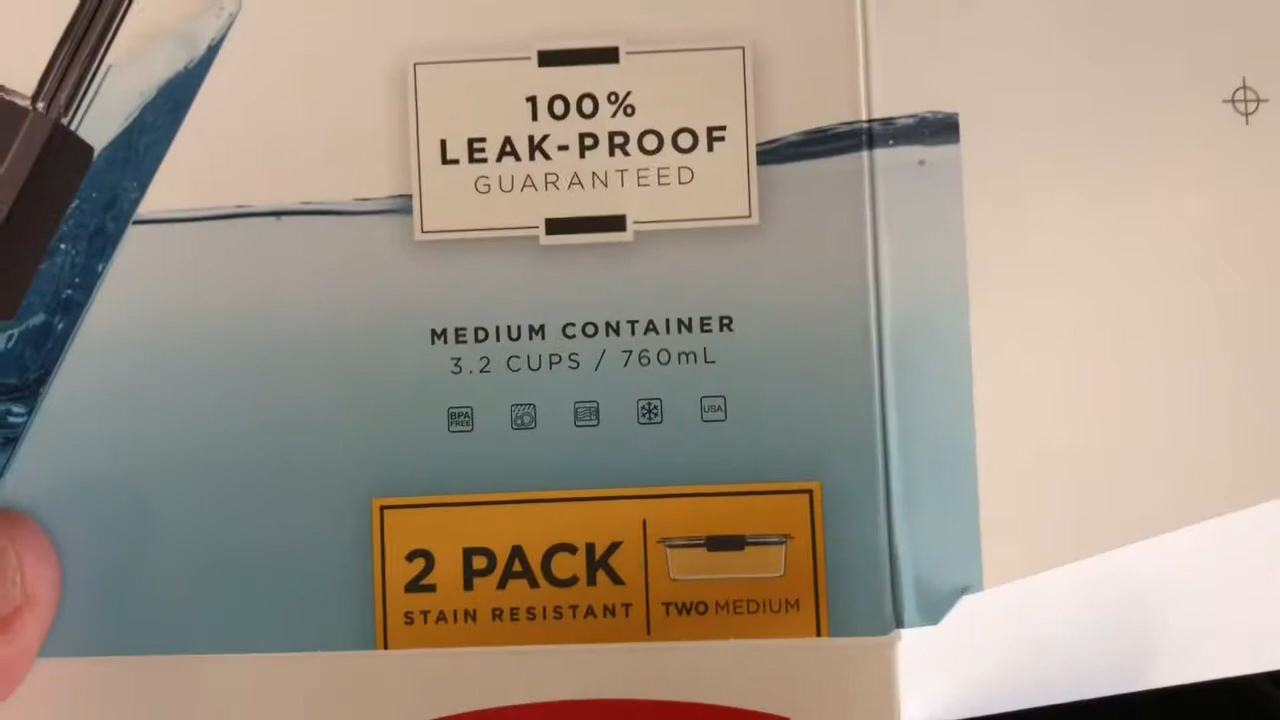 100%
LEAK-PROOF
GUARANTEED
MEDIUM CONTAINER
3.2 CUPS / 760mL
BPA
FREE
USA
2 PACK
STAIN RESISTANT
TWO MEDIUM